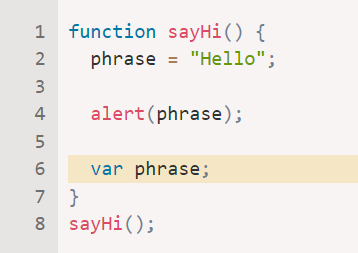 1 function sayHi() {
2   phrase = "Hello";
3
4   alert(phrase);
5
6   var phrase;
7 }
8 sayHi();